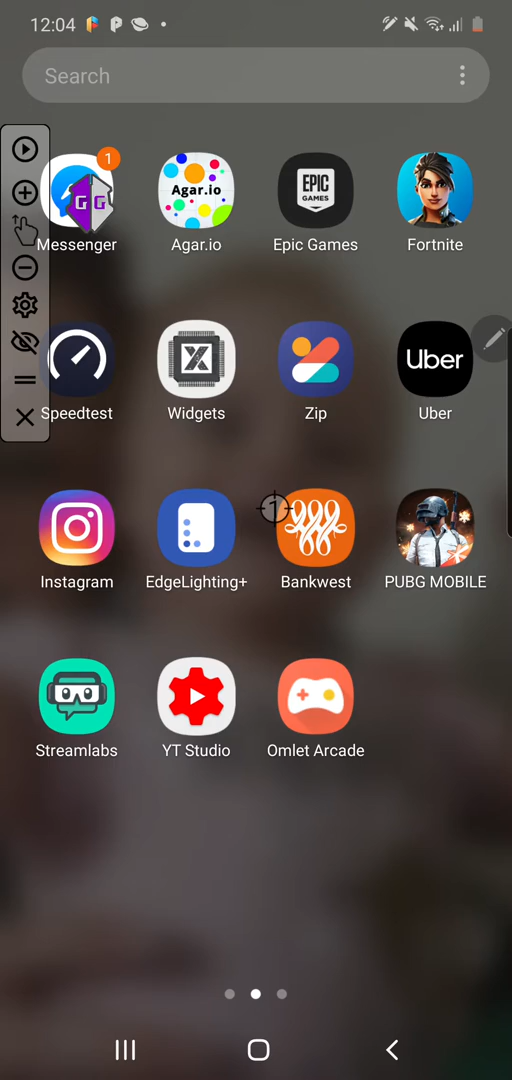 12:04
Search
1
G G
Messenger
Agar.io
Agar.io
EPIC
GAMES
Epic Games
Fortnite
Speedtest
X
Widgets
Zip
Uber
Uber
Instagram
EdgeLighting+
1
Bankwest
PUBG MOBILE
Streamlabs
YT Studio
Omlet Arcade